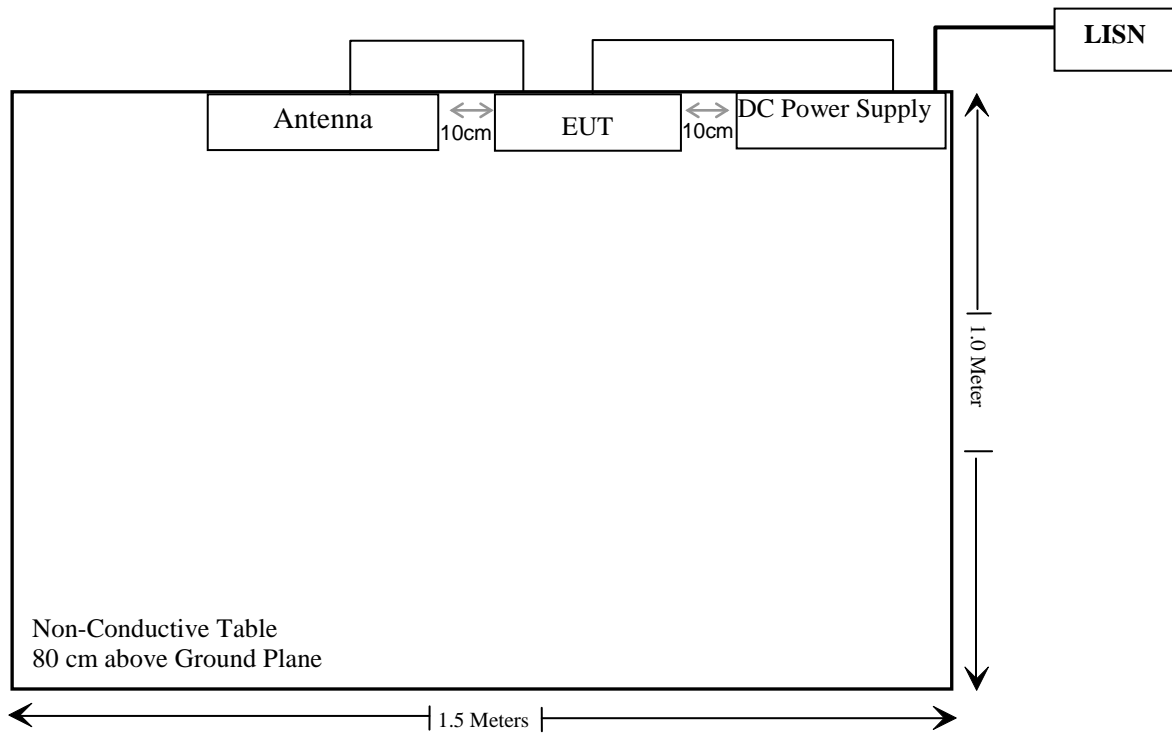 LISN
Antenna
10cm
EUT
10cm
DC Power Supply
1.0 Meter
Non-Conductive Table
80 cm above Ground Plane
1.5 Meters